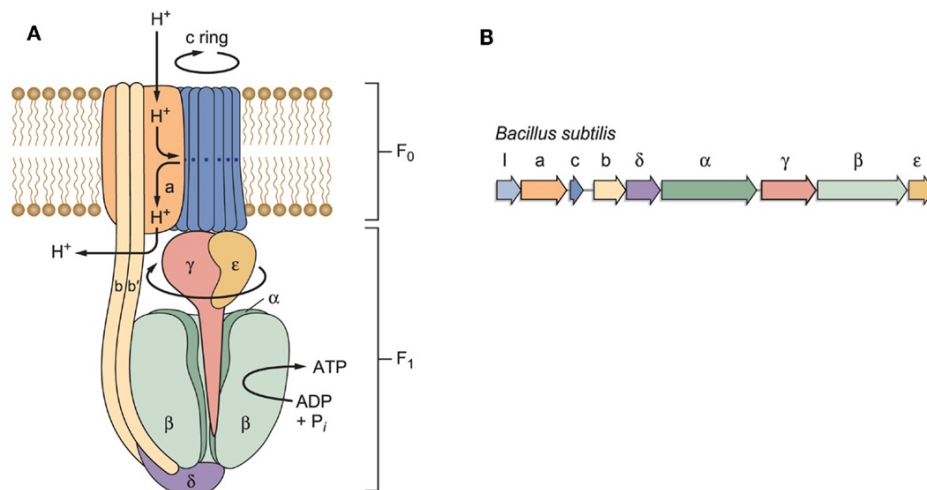 A
H⁺
c ring
H⁺
a
H⁺
H⁺
F₀
b b′
γ ε
α
β β
δ
ATP
ADP
+ Pᵢ
F₁
B
Bacillus subtilis
I a c b δ α γ β ε